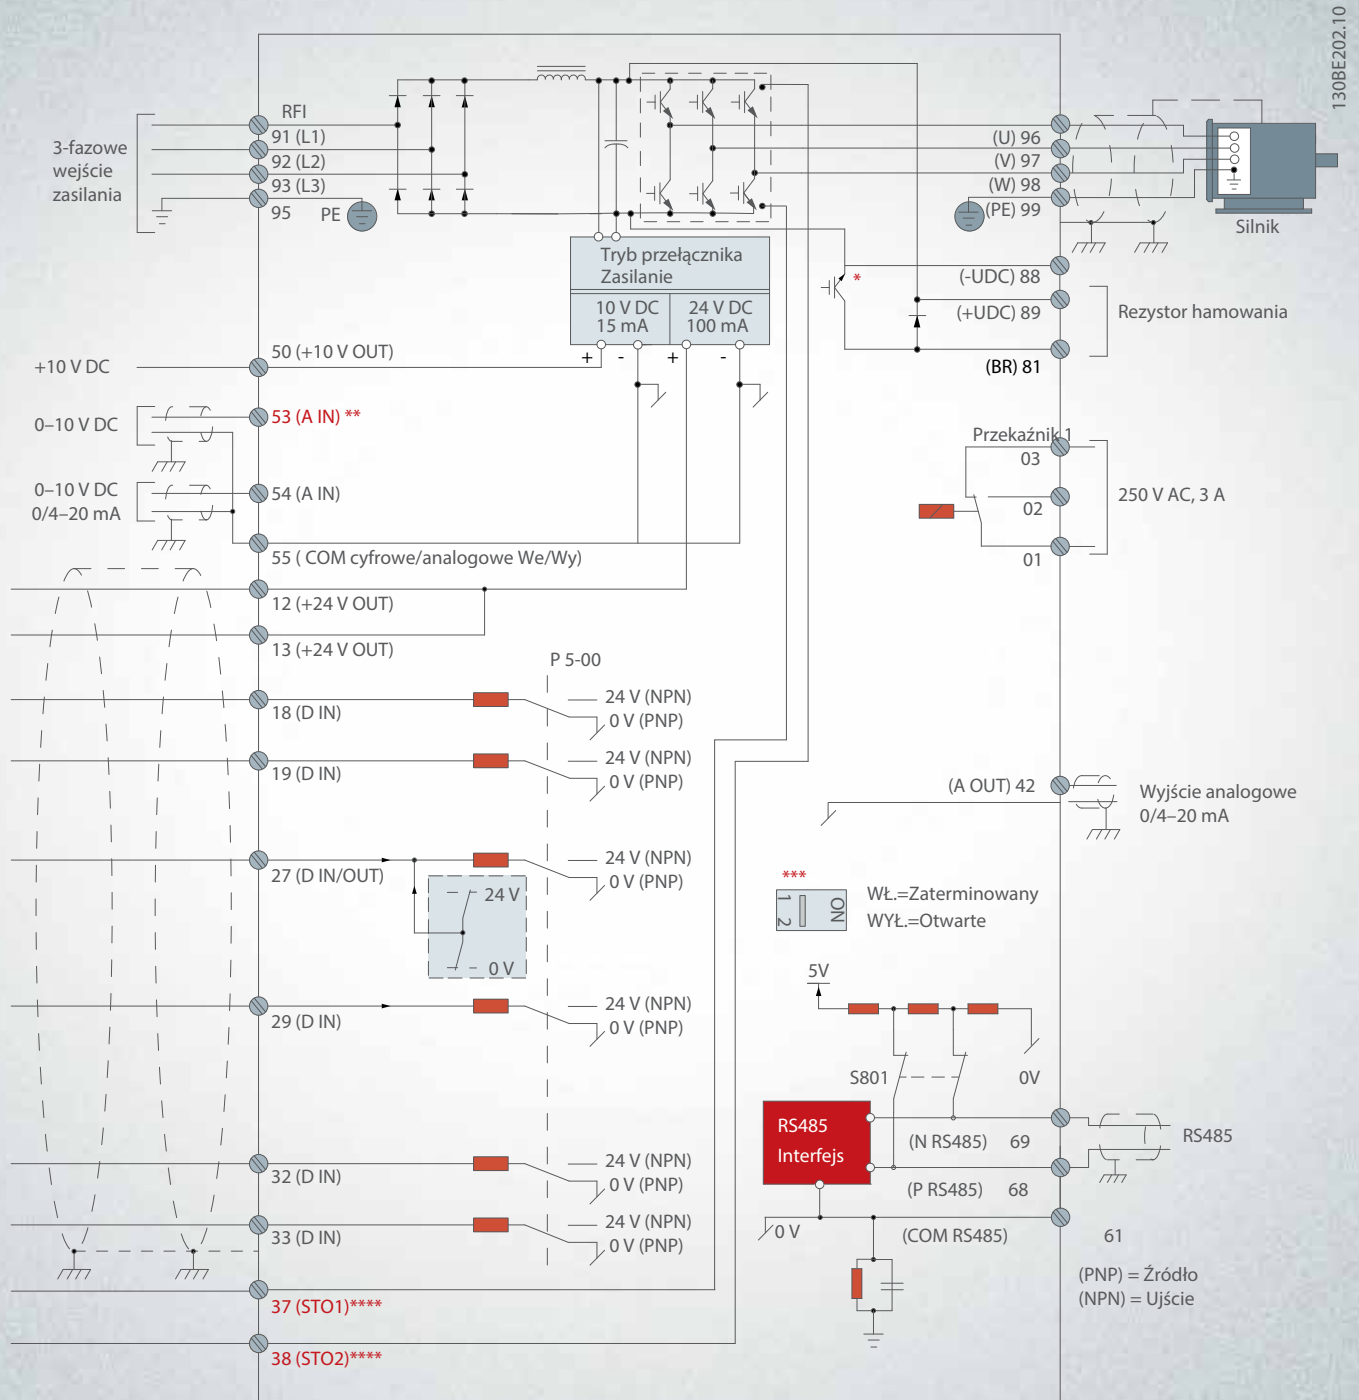 130BE202.10
RFI
3-fazowe
wejście
zasilania
91 (L1)
92 (L2)
93 (L3)
95
PE
(U) 96
(V) 97
(W) 98
(PE) 99
Silnik
Tryb przełącznika
Zasilanie
10 V DC
15 mA
24 V DC
100 mA
+
-
+
-
*
(-UDC) 88
(+UDC) 89
(BR) 81
Rezystor hamowania
+10 V DC
50 (+10 V OUT)
0–10 V DC
53 (A IN) **
0–10 V DC
0/4–20 mA
54 (A IN)
55 ( COM cyfrowe/analogowe We/Wy)
12 (+24 V OUT)
13 (+24 V OUT)
Przekaźnik 1
03
02
01
250 V AC, 3 A
P 5-00
18 (D IN)
24 V (NPN)
0 V (PNP)
19 (D IN)
24 V (NPN)
0 V (PNP)
27 (D IN/OUT)
24 V (NPN)
0 V (PNP)
24 V
0 V
29 (D IN)
24 V (NPN)
0 V (PNP)
32 (D IN)
24 V (NPN)
0 V (PNP)
33 (D IN)
24 V (NPN)
0 V (PNP)
37 (STO1)****
38 (STO2)****
(A OUT) 42
Wyjście analogowe
0/4–20 mA
***
1 2
ON
WŁ.=Zaterminowany
WYŁ.=Otwarte
5V
S801
0V
RS485
Interfejs
(N RS485) 69
(P RS485) 68
RS485
0 V
(COM RS485)
61
(PNP) = Źródło
(NPN) = Ujście